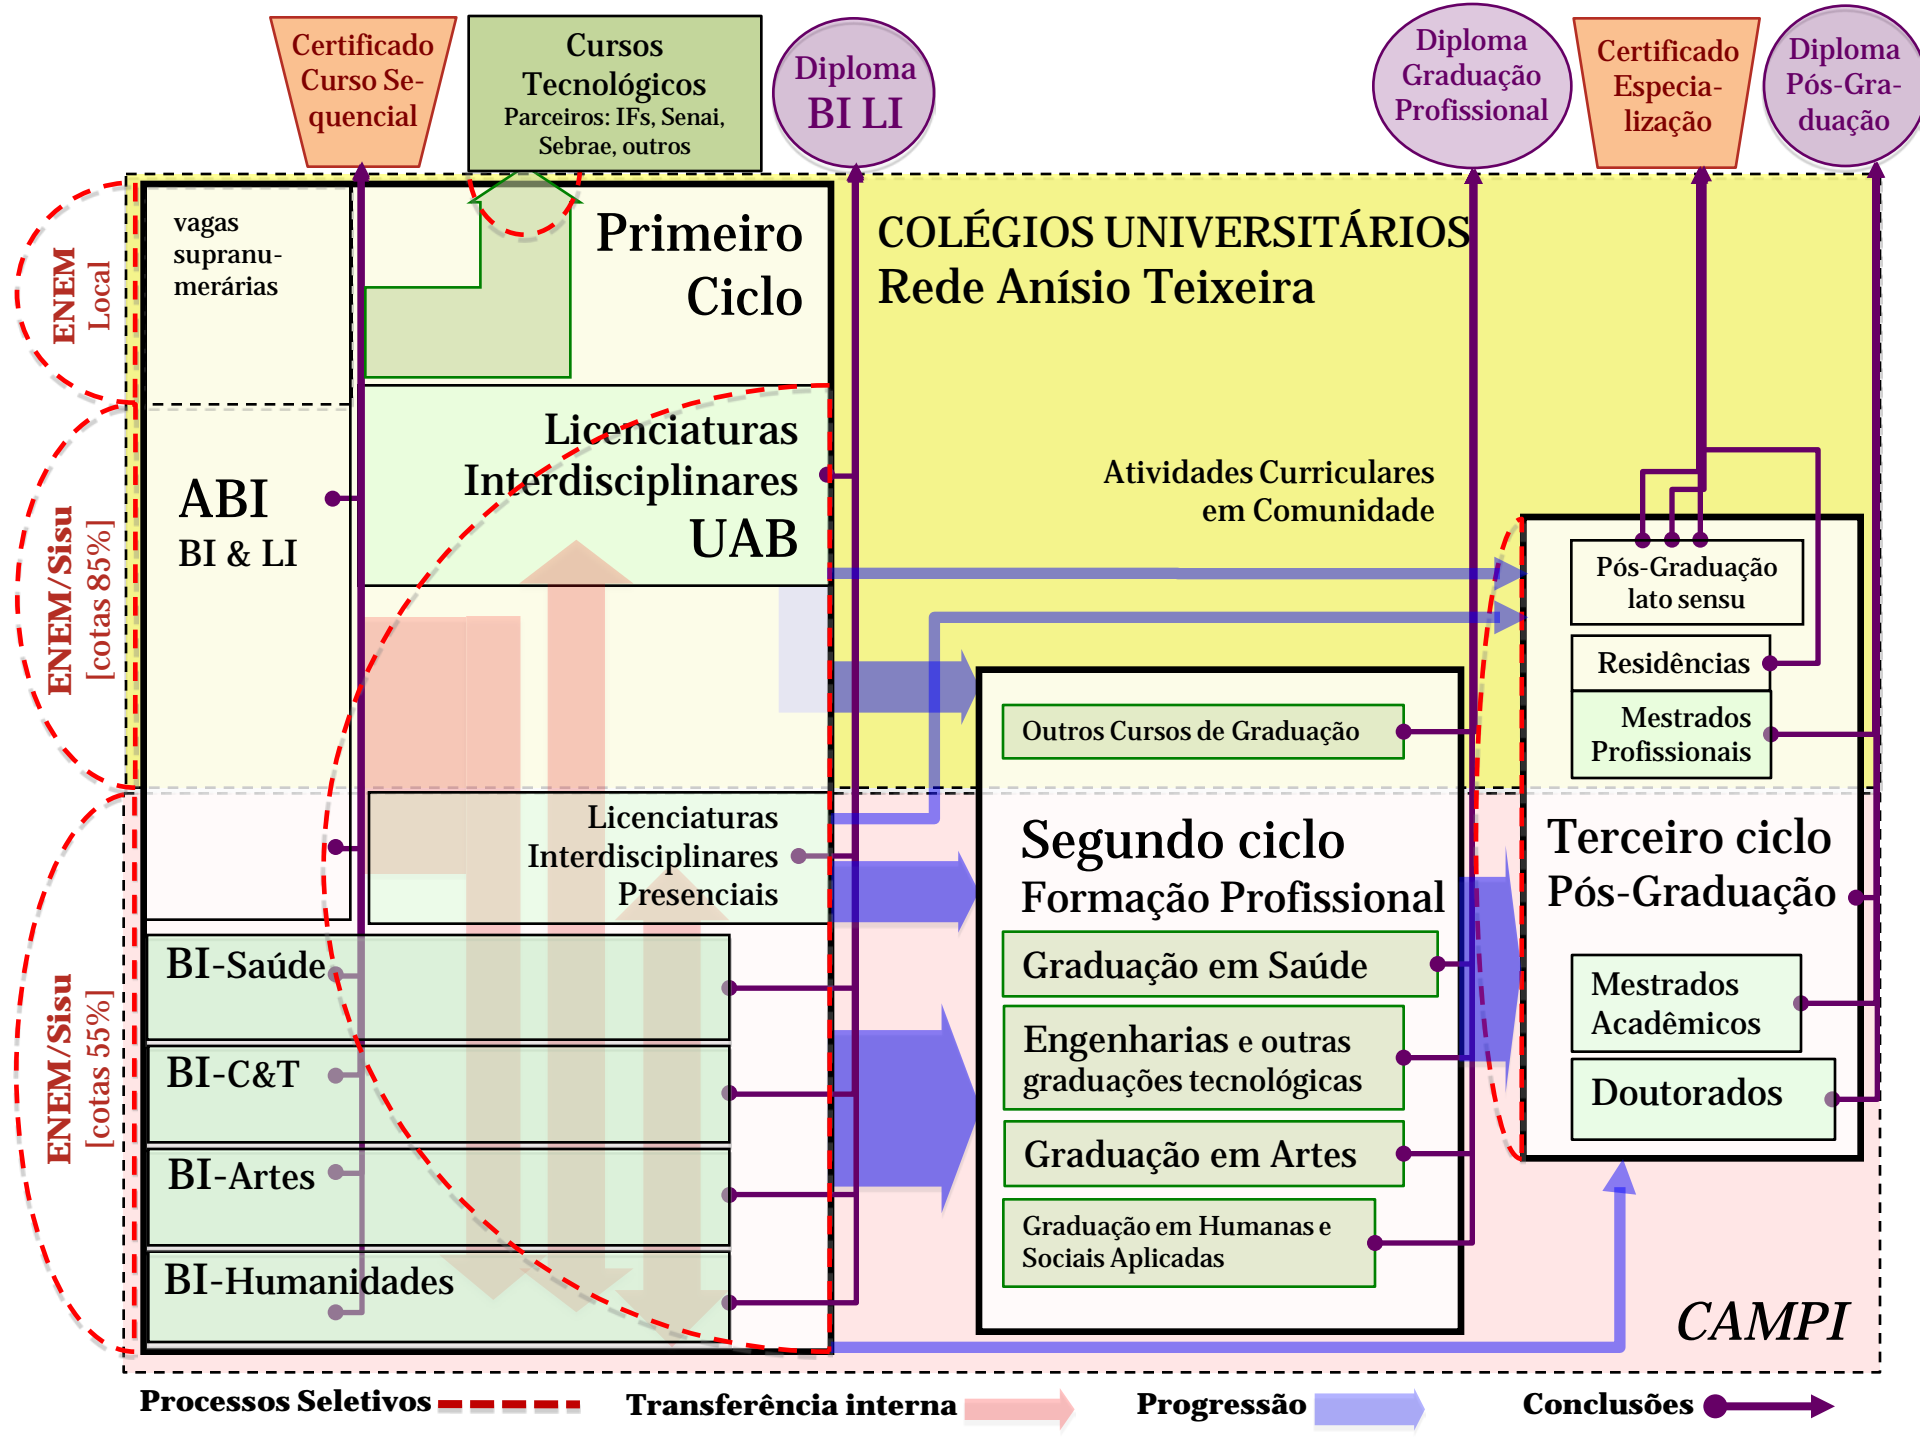 Certificado
Curso Se-
quencial
Cursos
Tecnológicos
Parceiros: IFs, Senai,
Sebrae, outros
Diploma
BI LI
Diploma
Graduação
Profissional
Certificado
Especia-
lização
Diploma
Pós-Gra-
duação
ENEM
Local
vagas
supranu-
merárias
Primeiro
Ciclo
COLÉGIOS UNIVERSITÁRIOS
Rede Anísio Teixeira
ENEM/Sisu
[cotas 85%]
ABI
BI & LI
Licenciaturas
Interdisciplinares
UAB
Atividades Curriculares
em Comunidade
Pós-Graduação
lato sensu
Residências
Mestrados
Profissionais
Outros Cursos de Graduação
Licenciaturas
Interdisciplinares
Presenciais
Segundo ciclo
Formação Profissional
Terceiro ciclo
Pós-Graduação
ENEM/Sisu
[cotas 55%]
BI-Saúde
BI-C&T
BI-Artes
BI-Humanidades
Graduação em Saúde
Engenharias e outras
graduações tecnológicas
Graduação em Artes
Graduação em Humanas e
Sociais Aplicadas
Mestrados
Acadêmicos
Doutorados
CAMPI
Processos Seletivos
Transferência interna
Progressão
Conclusões